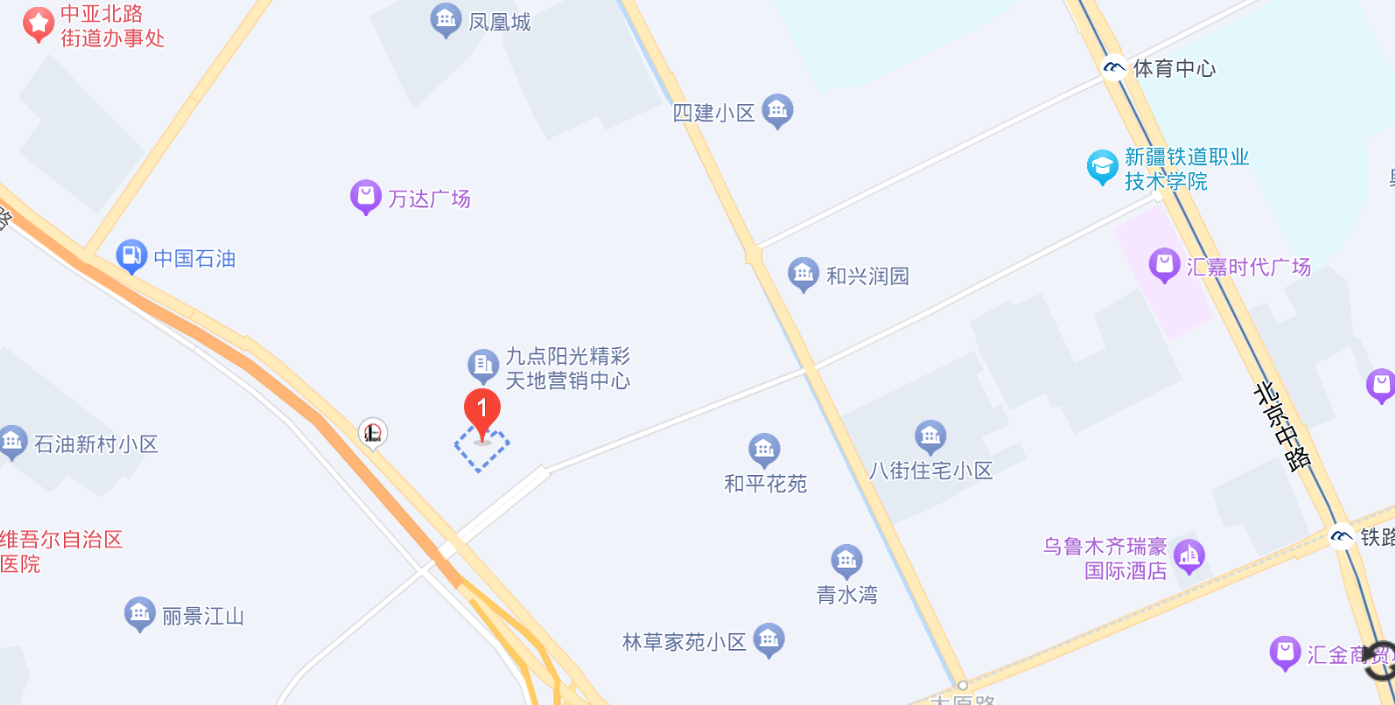 中亚北路
街道办事处
凤凰城
体育中心
四建小区
新疆铁道职业
技术学院
万达广场
路
中国石油
和兴润园
汇嘉时代广场
九点阳光精彩
天地营销中心
1
北京中路
石油新村小区
和平花苑
八街住宅小区
维吾尔自治区
医院
乌鲁木齐瑞豪
国际酒店
铁路
青水湾
丽景江山
林草家苑小区
汇金商贸
太原路